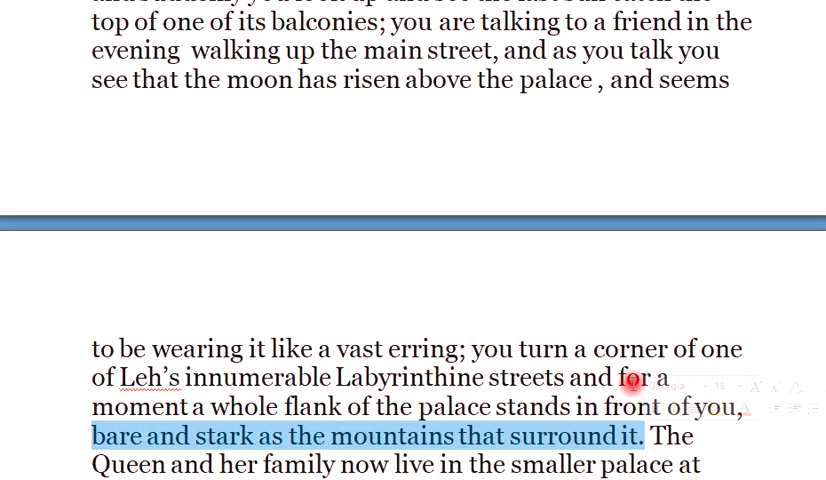 top of one of its balconies; you are talking to a friend in the
evening walking up the main street, and as you talk you
see that the moon has risen above the palace , and seems
to be wearing it like a vast erring; you turn a corner of one
of Leh's innumerable Labyrinthine streets and for a
Georgia 18
moment a whole flank of the palace stands in front of you,
bare and stark as the mountains that surround it. The
Queen and her family now live in the smaller palace at